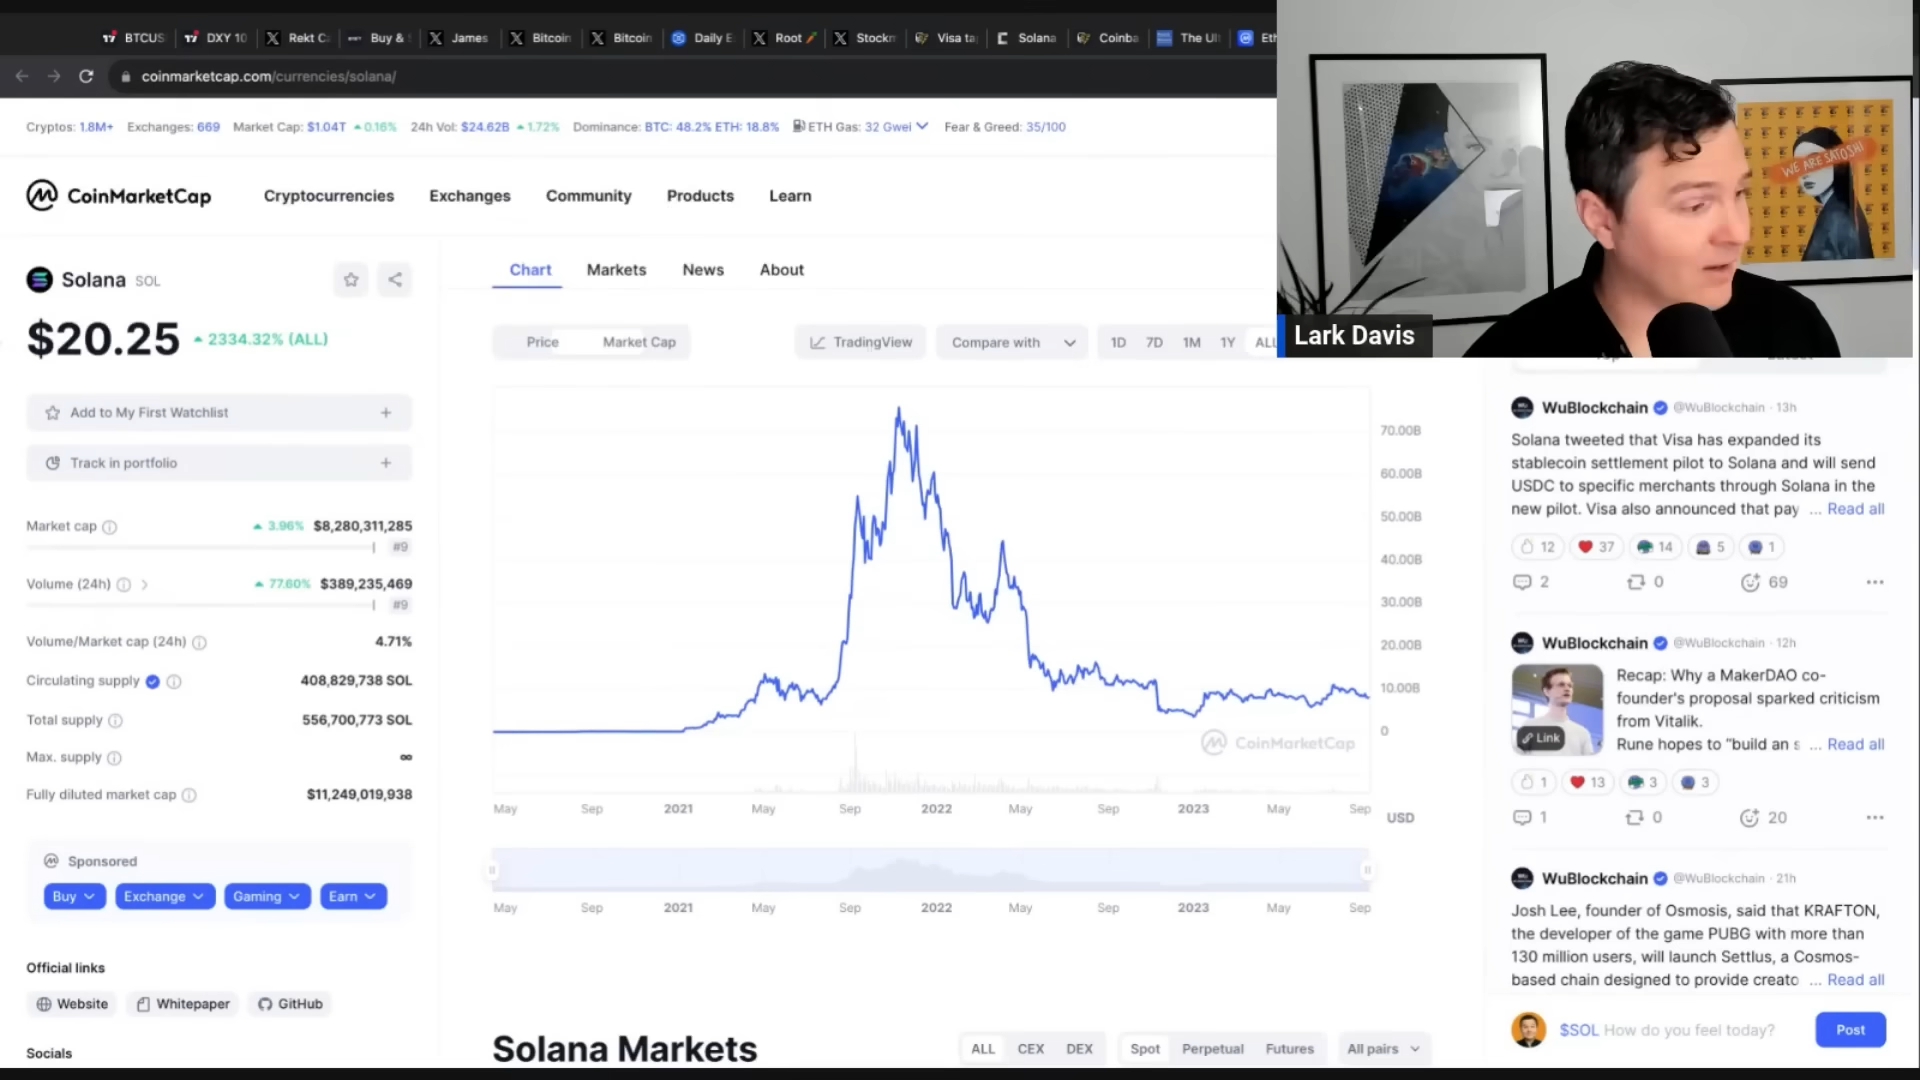 BTCUS
DXY 10
Rekt C
Buy &
James
Bitcoin
Bitcoin
Daily E
Root
Stockm
Visa ta
Solana
Coinba
The Ul
Eth
coinmarketcap.com/currencies/solana/
Cryptos: 1.8M+ Exchanges: 669 Market Cap: $1.04T 0.16% 24h Vol: $24.62B 1.72% Dominance: BTC: 48.2% ETH: 18.8% ETH Gas: 32 Gwei Fear & Greed: 35/100
CoinMarketCap
Cryptocurrencies Exchanges Community Products Learn
WE ARE SATOSHI
Lark Davis
Solana SOL
$20.25 2334.32% (ALL)
Add to My First Watchlist +
Track in portfolio +
Market cap 3.96% $8,280,311,285
#9
Volume (24h) 77.60% $389,235,469
#9
Volume/Market cap (24h) 4.71%
Circulating supply 408,829,738 SOL
Total supply 556,700,773 SOL
Max. supply ∞
Fully diluted market cap $11,249,019,938
Sponsored
Buy Exchange Gaming Earn
Official links
Website Whitepaper GitHub
Socials
Chart Markets News About
Price Market Cap TradingView Compare with 1D 7D 1M 1Y ALL
70.00B
60.00B
50.00B
40.00B
30.00B
20.00B
10.00B
0
CoinMarketCap
May Sep 2021 May Sep 2022 May Sep 2023 May Sep
USD
May Sep 2021 May Sep 2022 May Sep 2023 May Sep
Solana Markets
ALL CEX DEX Spot Perpetual Futures All pairs
WuBlockchain @WuBlockchain · 13h
Solana tweeted that Visa has expanded its
stablecoin settlement pilot to Solana and will send
USDC to specific merchants through Solana in the
new pilot. Visa also announced that pay ... Read all
12 37 14 5 1
2 0 69
WuBlockchain @WuBlockchain · 12h
Link
Recap: Why a MakerDAO co-
founder's proposal sparked criticism
from Vitalik.
Rune hopes to "build an s ... Read all
1 13 3 3
1 0 20
WuBlockchain @WuBlockchain · 21h
Josh Lee, founder of Osmosis, said that KRAFTON,
the developer of the game PUBG with more than
130 million users, will launch Settlus, a Cosmos-
based chain designed to provide creato ... Read all
$SOL How do you feel today?
Post